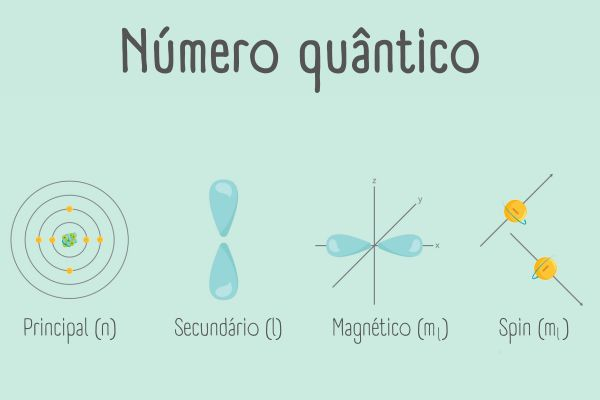 Número quântico
z
y
x
Principal (n)
Secundário (l)
Magnético (mₗ)
Spin (mₗ)